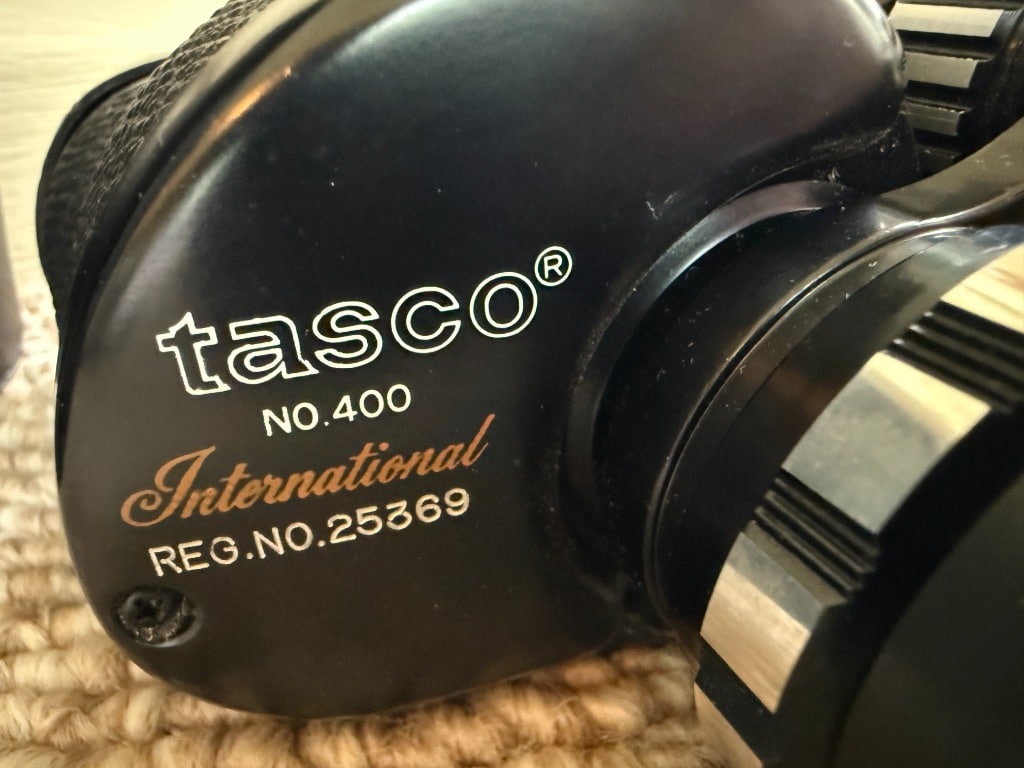 tasco®
NO.400
International
REG.NO.25369